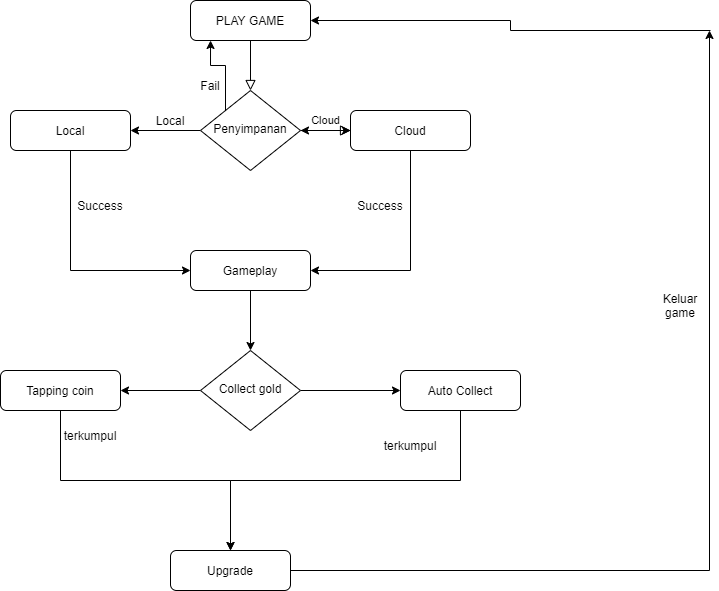 PLAY GAME
Fail
Local
Local
Penyimpanan
Cloud
Cloud
Success
Success
Gameplay
Keluar
game
Tapping coin
Collect gold
Auto Collect
terkumpul
terkumpul
Upgrade